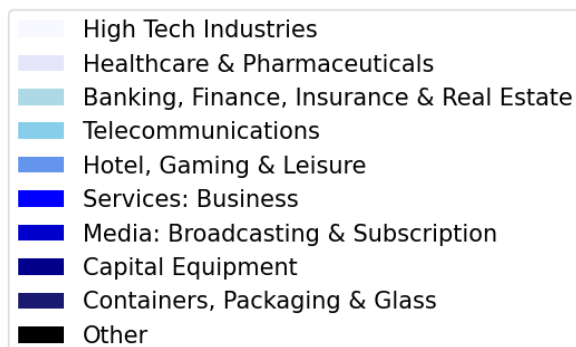 High Tech Industries
Healthcare & Pharmaceuticals
Banking, Finance, Insurance & Real Estate
Telecommunications
Hotel, Gaming & Leisure
Services: Business
Media: Broadcasting & Subscription
Capital Equipment
Containers, Packaging & Glass
Other